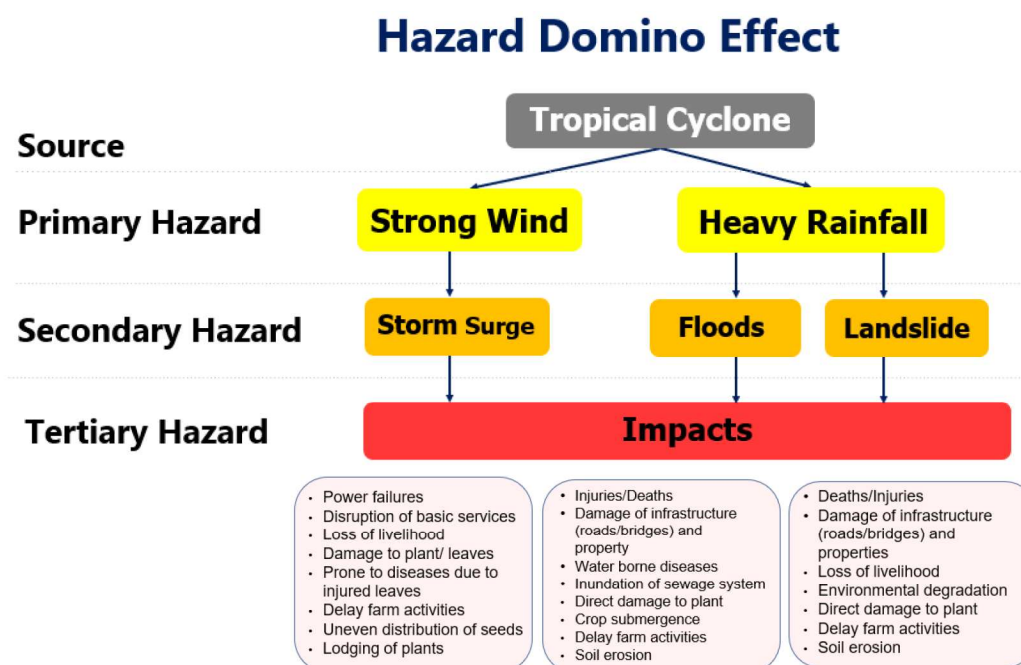 Hazard Domino Effect
Source
Tropical Cyclone
Primary Hazard
Strong Wind
Heavy Rainfall
Secondary Hazard
Storm Surge
Floods
Landslide
Tertiary Hazard
Impacts
• Power failures
• Disruption of basic services
• Loss of livelihood
• Damage to plant/ leaves
• Prone to diseases due to
injured leaves
• Delay farm activities
• Uneven distribution of seeds
• Lodging of plants
• Injuries/Deaths
• Damage of infrastructure
(roads/bridges) and
property
• Water borne diseases
• Inundation of sewage system
• Direct damage to plant
• Crop submergence
• Delay farm activities
• Soil erosion
• Deaths/Injuries
• Damage of infrastructure
(roads/bridges) and
properties
• Loss of livelihood
• Environmental degradation
• Direct damage to plant
• Delay farm activities
• Soil erosion